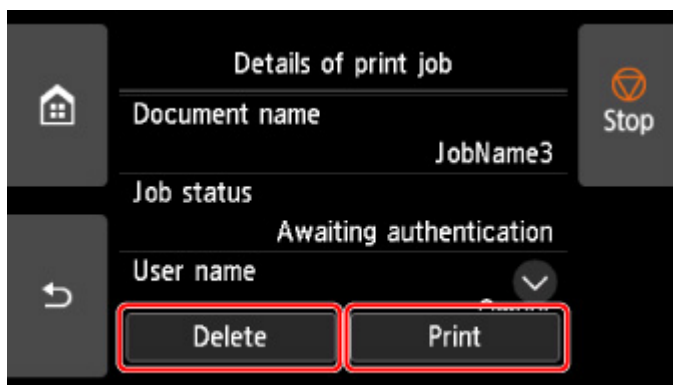 Details of print job
Stop
Document name
JobName3
Job status
Awaiting authentication
User name
Delete
Print